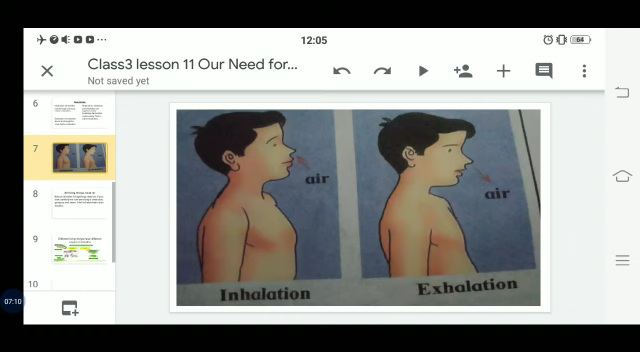 12:05
64
Class3 lesson 11 Our Need for...
Not saved yet
6
7
8
9
10
air
air
Inhalation
Exhalation
07:10